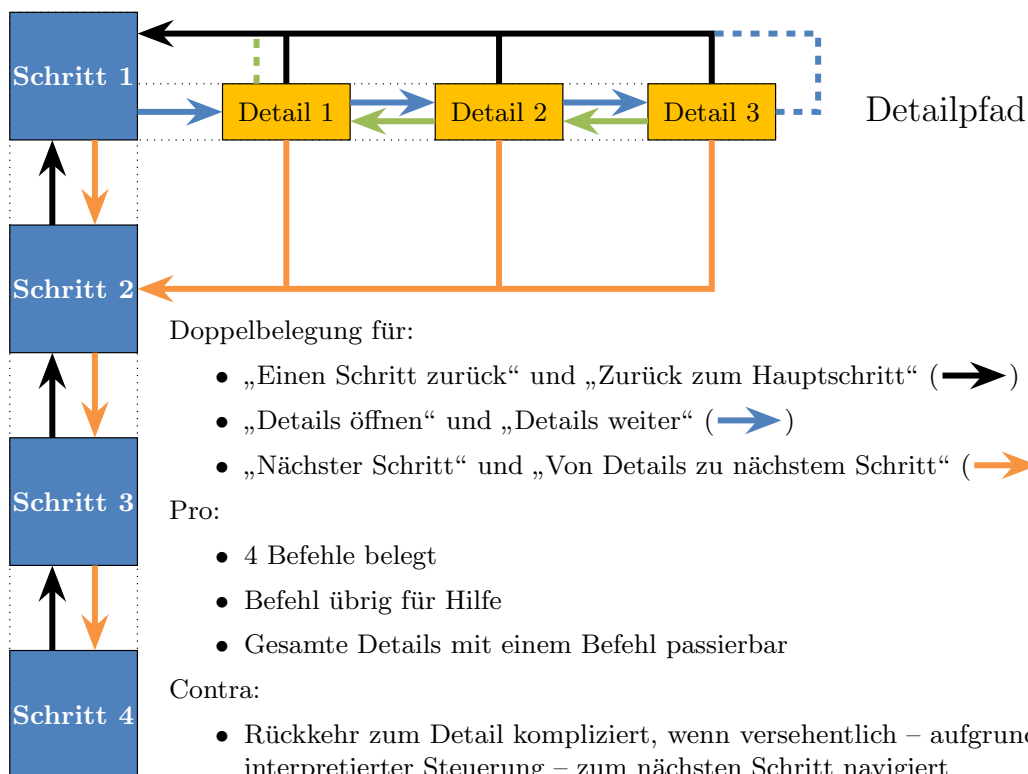 Schritt 1
Detail 1
Detail 2
Detail 3
Detailpfad
Schritt 2
Doppelbelegung für:
• „Einen Schritt zurück“ und „Zurück zum Hauptschritt“ ( )
• „Details öffnen“ und „Details weiter“ ( )
• „Nächster Schritt“ und „Von Details zu nächstem Schritt“ (
Schritt 3
Pro:
• 4 Befehle belegt
• Befehl übrig für Hilfe
• Gesamte Details mit einem Befehl passierbar
Contra:
Schritt 4
• Rückkehr zum Detail kompliziert, wenn versehentlich – aufgrund
interpretierter Steuerung – zum nächsten Schritt navigiert